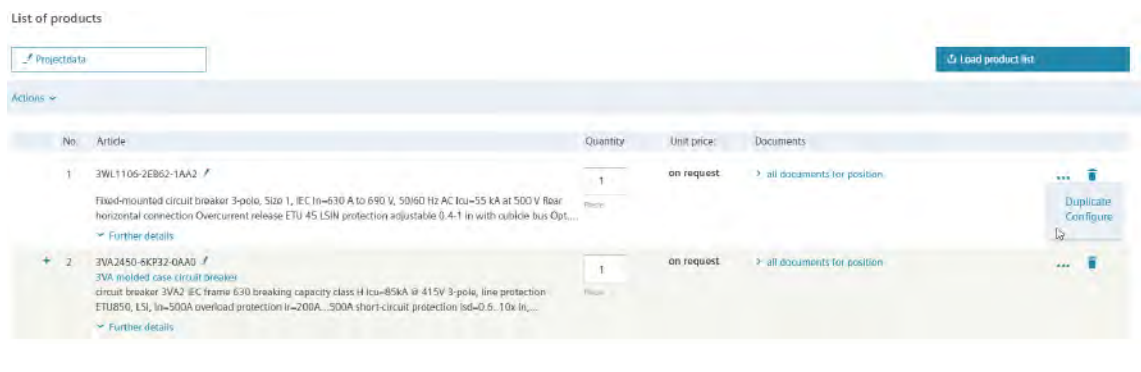 List of products
Projectdata
Load product list
Actions
No. Article Quantity Unit price: Documents
1 3WL1106-2EB62-1AA2 1 on request > all documents for position ...
Fixed-mounted circuit breaker 3-pole, Size 1, IEC In=630 A to 690 V, 50/60 Hz AC Icu=55 kA at 500 V Rear
Piece
horizontal connection Overcurrent release ETU 45 LSIN protection adjustable 0.4-1 in with cubicle bus Opt....
Duplicate
Configure
Further details
+ 2 3VA2450-6KP32-0AA0 1 on request > all documents for position ...
3VA molded case circuit breaker
circuit breaker 3VA2 IEC frame 630 breaking capacity class H Icu=85kA @ 415V 3-pole, line protection
Piece
ETU850, LSI, In=500A overload protection Ir=200A...500A short-circuit protection Isd=0.6..10x In,...
Further details